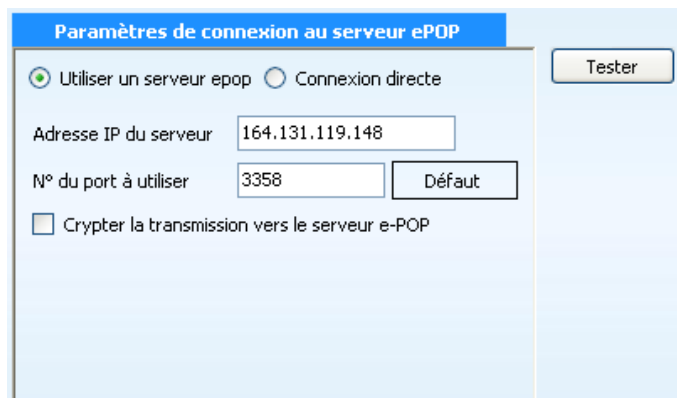 Paramètres de connexion au serveur ePOP
Tester
Utiliser un serveur epop Connexion directe
Adresse IP du serveur 164.131.119.148
N° du port à utiliser 3358 Défaut
Crypter la transmission vers le serveur e-POP